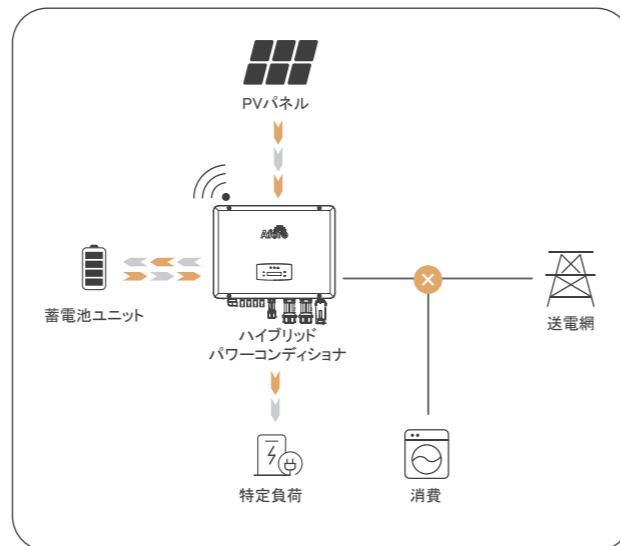 PVパネル
Afore
蓄電池ユニット
ハイブリッド
パワーコンディショナ
送電網
特定負荷
消費